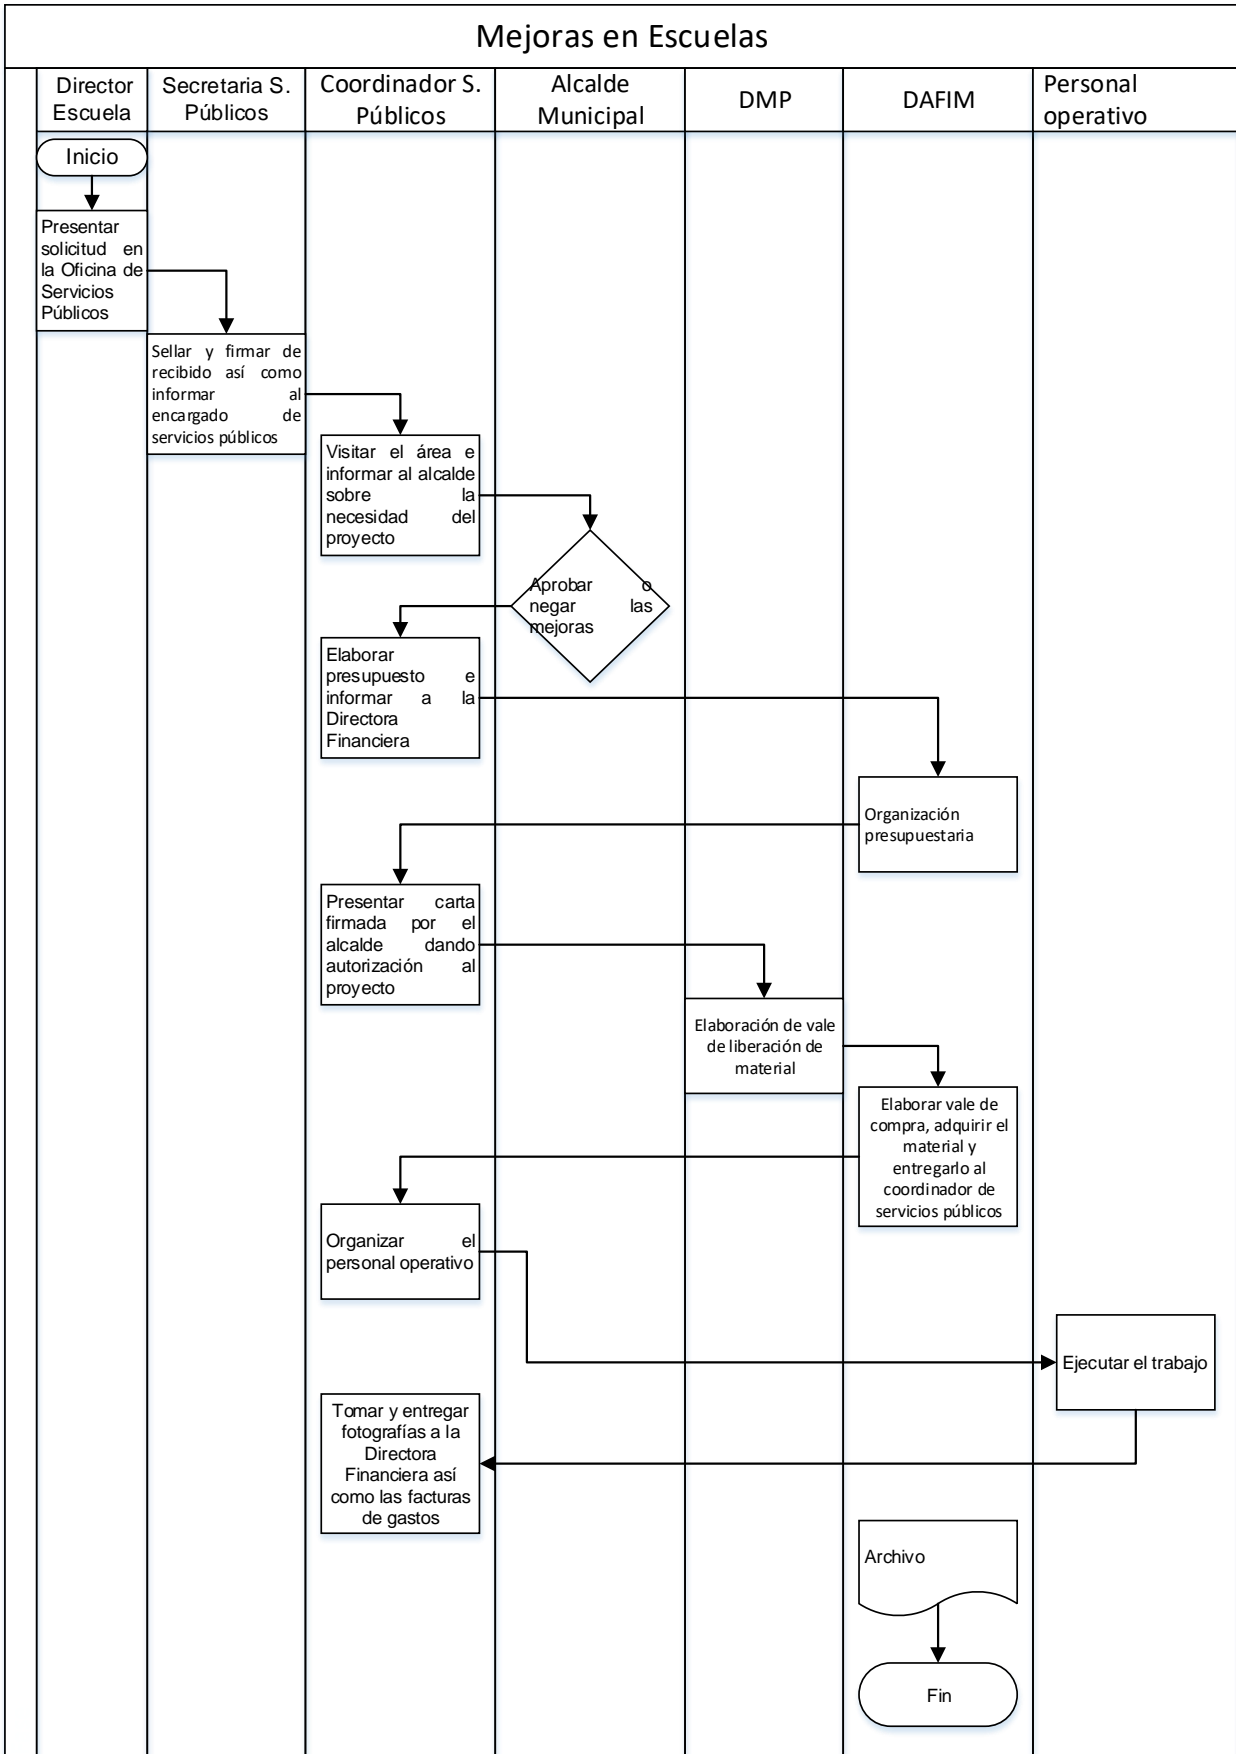 Mejoras en Escuelas
Director
Escuela
Secretaria S.
Públicos
Coordinador S.
Públicos
Alcalde
Municipal
DMP
DAFIM
Personal
operativo
Inicio
Presentar
solicitud en
la Oficina de
Servicios
Públicos
Sellar y firmar de
recibido así como
informar al
encargado de
servicios públicos
Visitar el área e
informar al alcalde
sobre la
necesidad del
proyecto
Aprobar o
negar las
mejoras
Elaborar
presupuesto e
informar a la
Directora
Financiera
Organización
presupuestaria
Presentar carta
firmada por el
alcalde dando
autorización al
proyecto
Elaboración de vale
de liberación de
material
Elaborar vale de
compra, adquirir el
material y
entregarlo al
coordinador de
servicios públicos
Organizar el
personal operativo
Ejecutar el trabajo
Tomar y entregar
fotografías a la
Directora
Financiera así
como las facturas
de gastos
Archivo
Fin